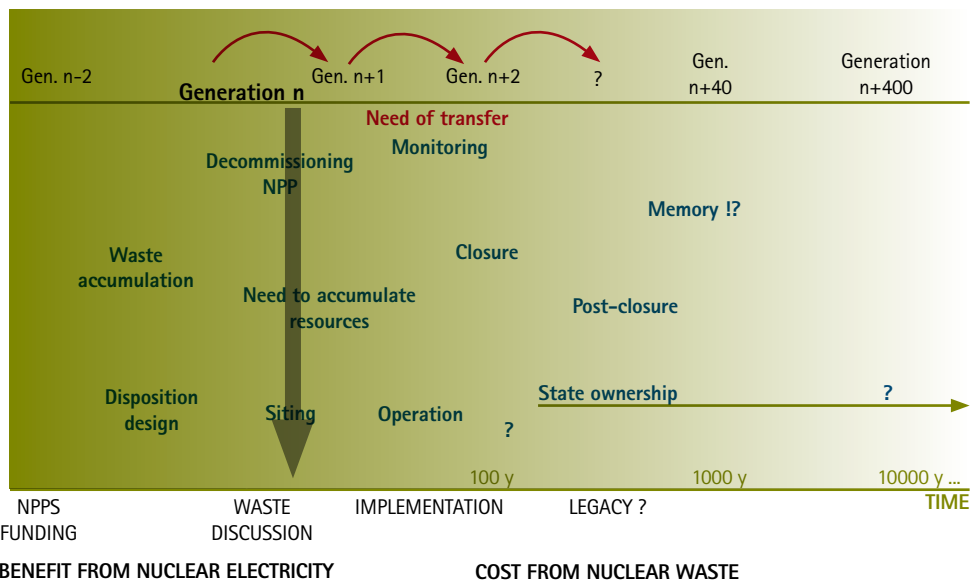 Gen. n-2
Generation n
Gen. n+1
Gen. n+2
?
Gen.
n+40
Generation
n+400
Need of transfer
Monitoring
Decommissioning
NPP
Memory !?
Waste
accumulation
Closure
Need to accumulate
resources
Post-closure
Disposition
design
Siting
Operation
?
State ownership
?
100 y
1000 y
10000 y ...
TIME
NPPS
FUNDING
WASTE
DISCUSSION
IMPLEMENTATION
LEGACY ?
BENEFIT FROM NUCLEAR ELECTRICITY
COST FROM NUCLEAR WASTE